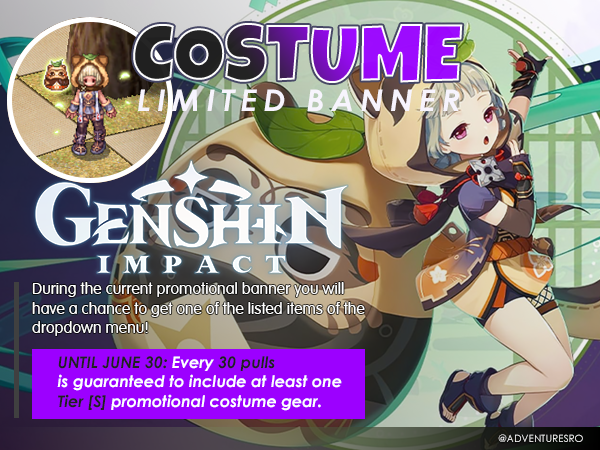 COSTUME
LIMITED BANNER
GENSHIN
IMPACT
During the current promotional banner you will
have a chance to get one of the listed items of the
dropdown menu!
UNTIL JUNE 30: Every 30 pulls
is guaranteed to include at least one
Tier [S] promotional costume gear.
@ADVENTURESRO